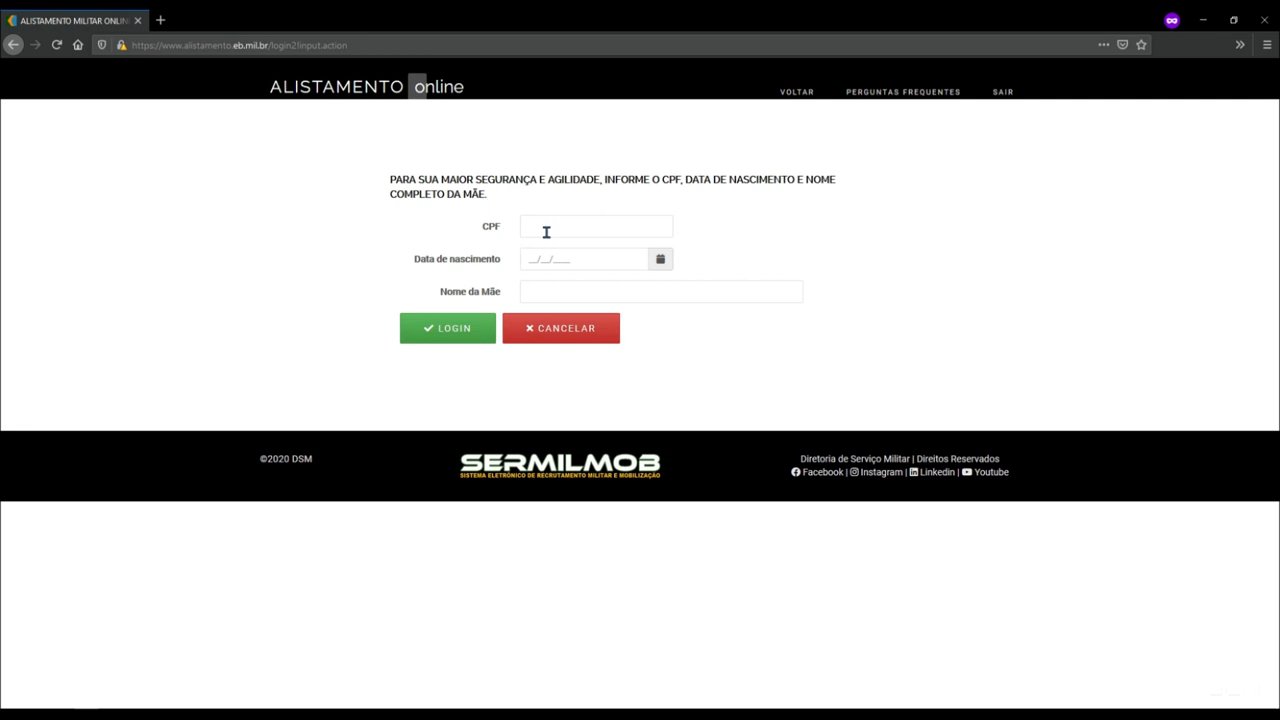 ALISTAMENTO MILITAR ONLIN
https://www.alistamento.eb.mil.br/login2!input.action
ALISTAMENTO online
VOLTAR PERGUNTAS FREQUENTES SAIR
PARA SUA MAIOR SEGURANÇA E AGILIDADE, INFORME O CPF, DATA DE NASCIMENTO E NOME
COMPLETO DA MÃE.
CPF
Data de nascimento __/__/____
Nome da Mãe
LOGIN CANCELAR
©2020 DSM
SERMILMOB
SISTEMA ELETRÔNICO DE RECRUTAMENTO MILITAR E MOBILIZAÇÃO
Diretoria de Serviço Militar | Direitos Reservados
Facebook | Instagram | Linkedin | Youtube